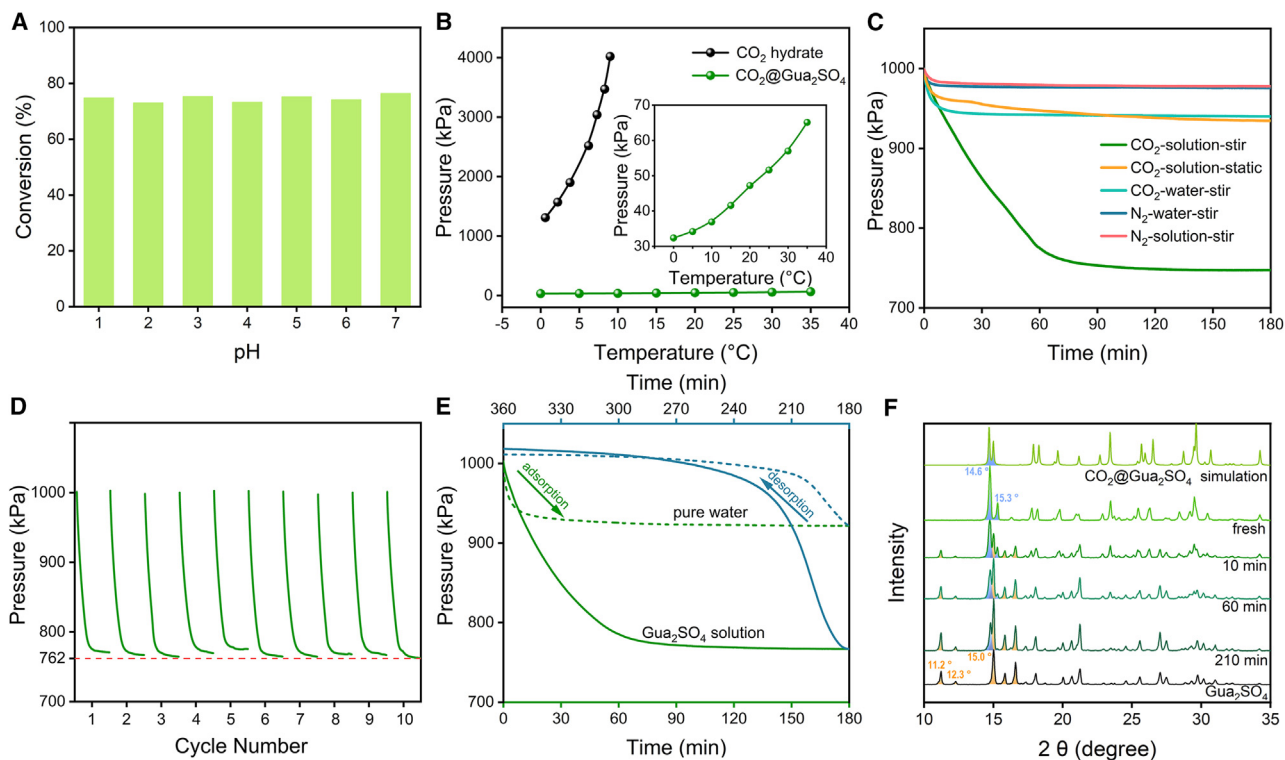 A
Conversion (%)
100
80
60
40
20
0
1 2 3 4 5 6 7
pH
B
Pressure (kPa)
4000
3000
2000
1000
0
CO2 hydrate
CO2@Gua2SO4
Pressure (kPa)
70
60
50
40
30
0 10 20 30 40
Temperature (°C)
-5 0 5 10 15 20 25 30 35 40
Temperature (°C)
C
Pressure (kPa)
1000
900
800
700
CO2-solution-stir
CO2-solution-static
CO2-water-stir
N2-water-stir
N2-solution-stir
0 30 60 90 120 150 180
Time (min)
D
Pressure (kPa)
1000
900
800
762
700
1 2 3 4 5 6 7 8 9 10
Cycle Number
E
Time (min)
360 330 300 270 240 210 180
Pressure (kPa)
1000
900
800
700
adsorption
desorption
pure water
Gua2SO4 solution
0 30 60 90 120 150 180
Time (min)
F
Intensity
14.6 °
CO2@Gua2SO4 simulation
15.3 °
fresh
10 min
60 min
210 min
15.0 °
11.2 °
12.3 °
Gua2SO4
10 15 20 25 30 35
2 θ (degree)